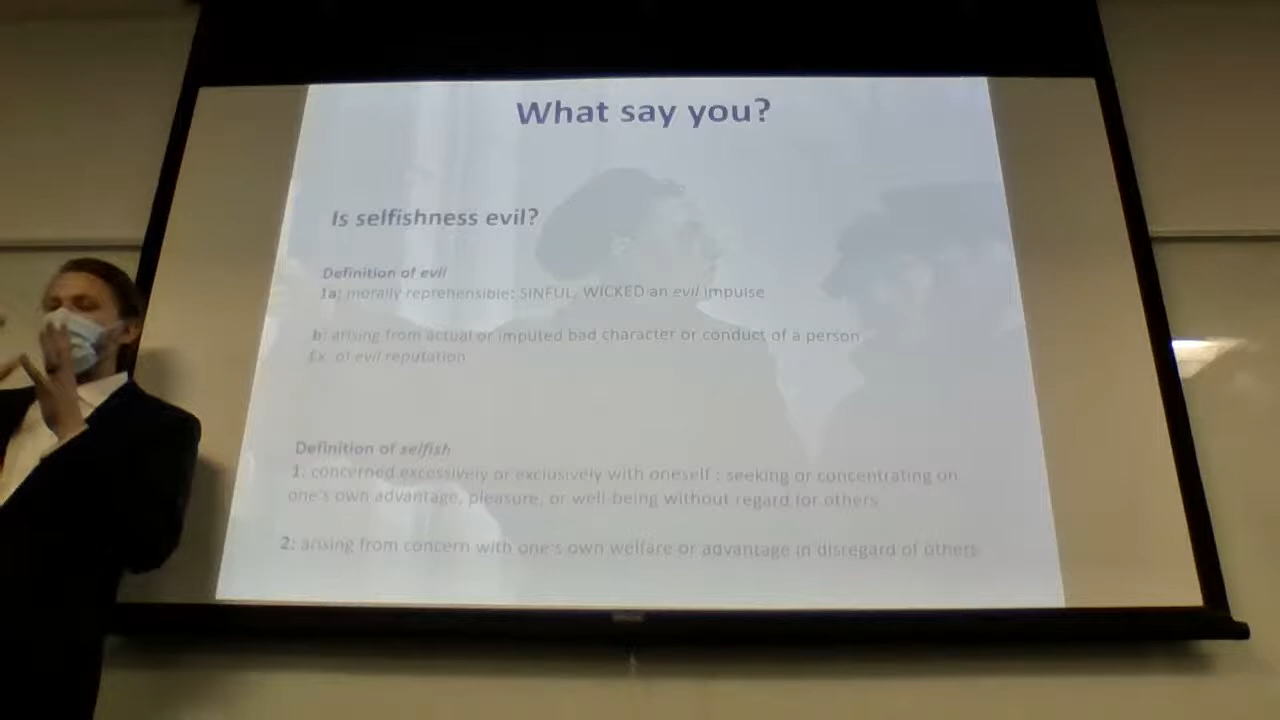 What say you?
Is selfishness evil?
Definition of evil
1a: morally reprehensible: SINFUL, WICKED an evil impulse
b: arising from actual or imputed bad character or conduct of a person
Ex. of evil reputation
Definition of selfish
1: concerned excessively or exclusively with oneself : seeking or concentrating on
one's own advantage, pleasure, or well-being without regard for others
2: arising from concern with one's own welfare or advantage in disregard of others